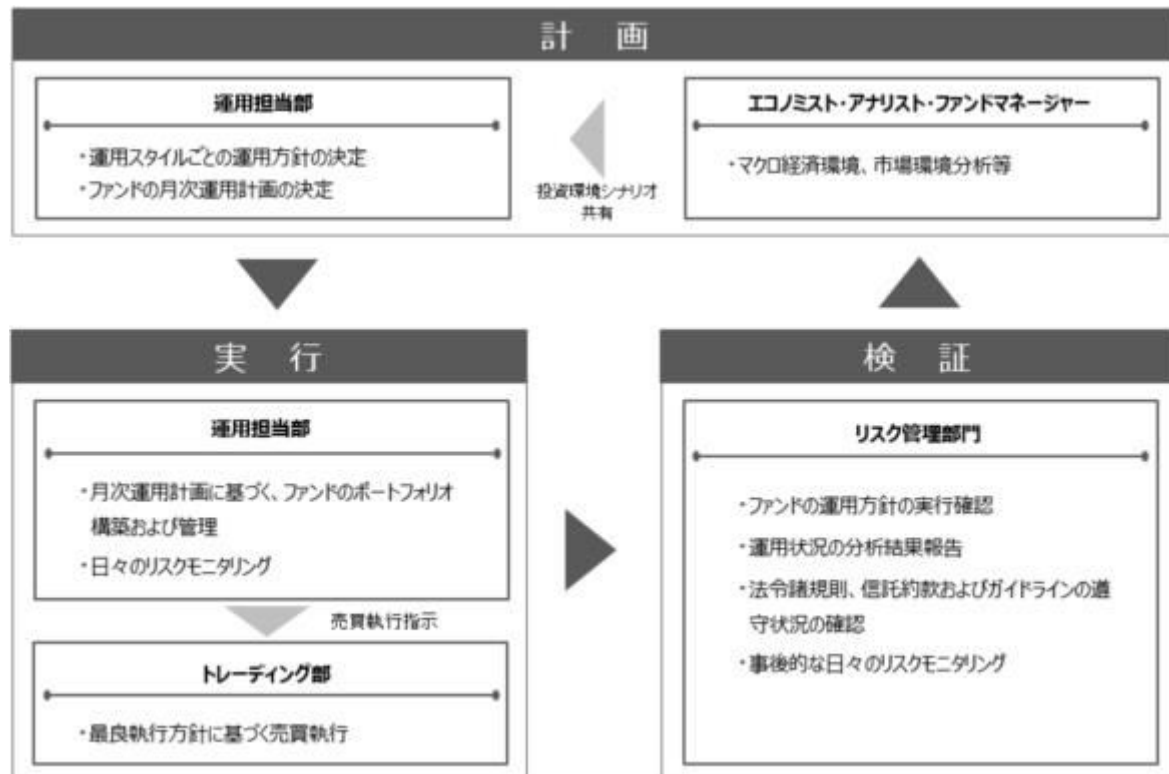 計 画
運用担当部
・運用スタイルごとの運用方針の決定
・ファンドの月次運用計画の決定
投資環境シナリオ
共有
エコノミスト・アナリスト・ファンドマネージャー
・マクロ経済環境、市場環境分析等
実 行
運用担当部
・月次運用計画に基づく、ファンドのポートフォリオ
構築および管理
・日々のリスクモニタリング
売買執行指示
トレーディング部
・最良執行方針に基づく売買執行
検 証
リスク管理部門
・ファンドの運用方針の実行確認
・運用状況の分析結果報告
・法令諸規則、信託約款およびガイドラインの遵
守状況の確認
・事後的な日々のリスクモニタリング